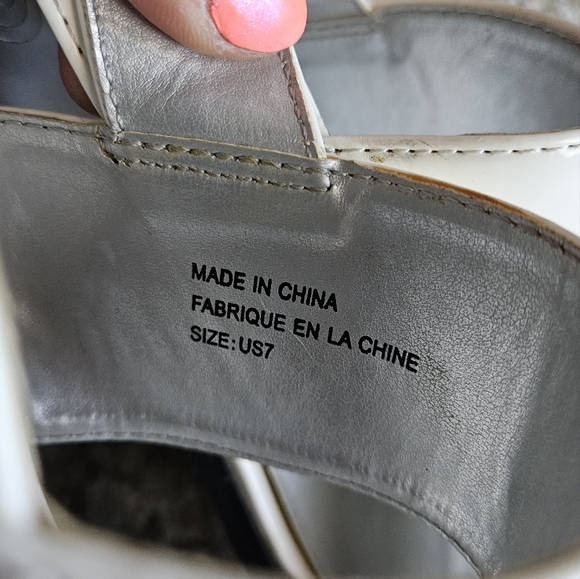 MADE IN CHINA
FABRIQUE EN LA CHINE
SIZE:US7